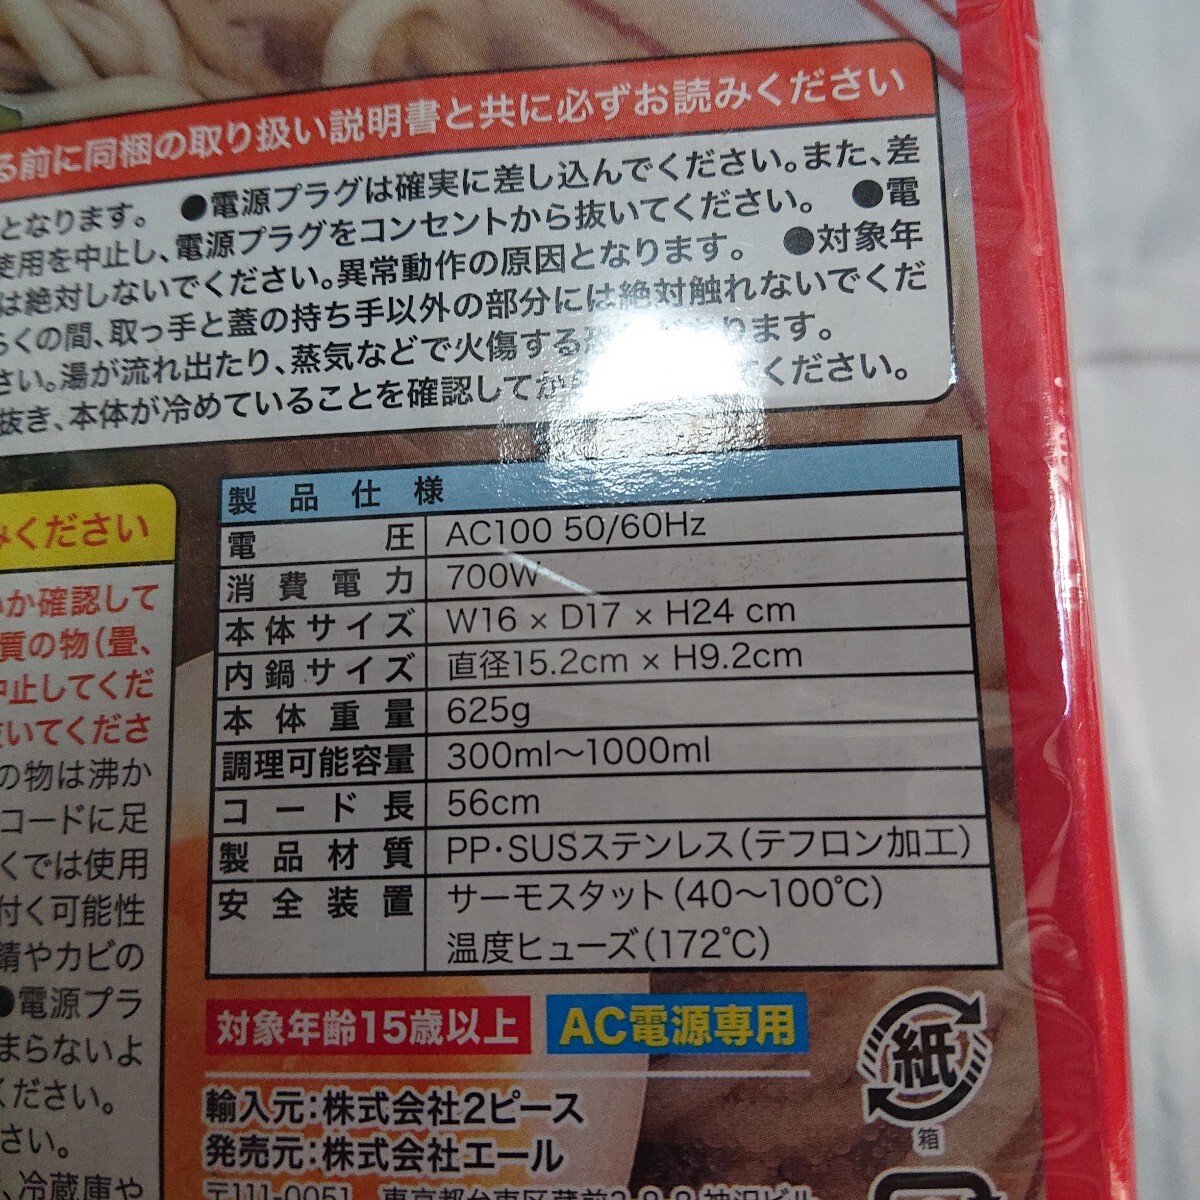 る前に同梱の取り扱い説明書と共に必ずお読みください
となります。 ●電源プラグは確実に差し込んでください。また、差
使用を中止し、電源プラグをコンセントから抜いてください。 ●電
は絶対しないでください。異常動作の原因となります。 ●対象年
らくの間、取っ手と蓋の持ち手以外の部分には絶対触れないでくだ
さい。湯が流れ出たり、蒸気などで火傷する恐 ります。
抜き、本体が冷めていることを確認してから てください。
みください
いか確認して
質の物(畳、
中止してくだ
抜いてくださ
の物は沸か
コードに足
くでは使用
付く可能性
錆やカビの
●電源プラ
まらないよ
ください。
さい。
、冷蔵庫や
製品仕様
電圧 AC100 50/60Hz
消費電力 700W
本体サイズ W16 × D17 × H24 cm
内鍋サイズ 直径15.2cm × H9.2cm
本体重量 625g
調理可能容量 300ml〜1000ml
コード長 56cm
製品材質 PP・SUSステンレス(テフロン加工)
安全装置 サーモスタット(40〜100℃)
温度ヒューズ(172℃)
対象年齢15歳以上 AC電源専用
輸入元:株式会社2ピース
発売元:株式会社エール
〒111-0051 東京都台東区蔵前
紙
箱